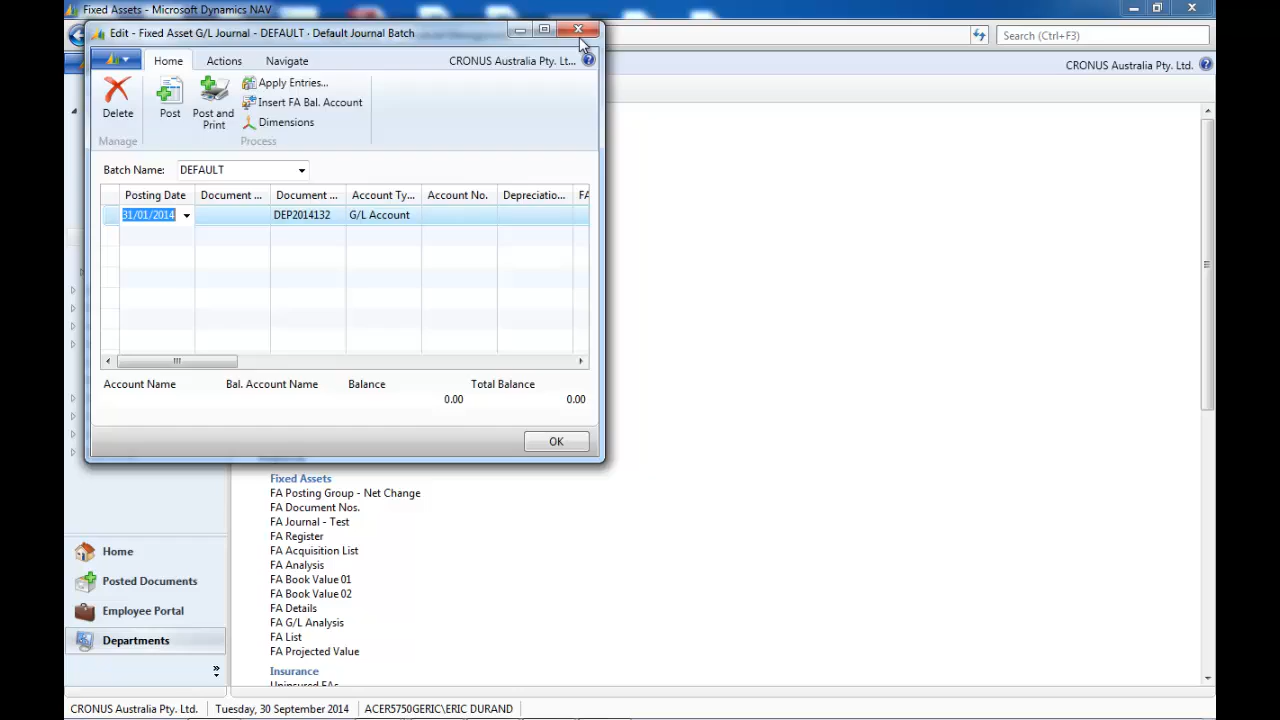 Fixed Assets - Microsoft Dynamics NAV
Edit - Fixed Asset G/L Journal - DEFAULT · Default Journal Batch
Search (Ctrl+F3)
Home
Actions
Navigate
CRONUS Australia Pty. Lt...
CRONUS Australia Pty. Ltd.
Delete
Post
Post and Print
Apply Entries...
Insert FA Bal. Account
Dimensions
Manage
Process
Batch Name:
DEFAULT
Posting Date
Document ...
Document ...
Account Ty...
Account No.
Depreciatio...
FA
31/01/2014
DEP2014132
G/L Account
Account Name
Bal. Account Name
Balance
Total Balance
0.00
0.00
OK
Fixed Assets
FA Posting Group - Net Change
FA Document Nos.
FA Journal - Test
FA Register
FA Acquisition List
FA Analysis
FA Book Value 01
FA Book Value 02
FA Details
FA G/L Analysis
FA List
FA Projected Value
Insurance
Uninsured FAs
Home
Posted Documents
Employee Portal
Departments
CRONUS Australia Pty. Ltd.
Tuesday, 30 September 2014
ACER5750GERIC\ERIC DURAND